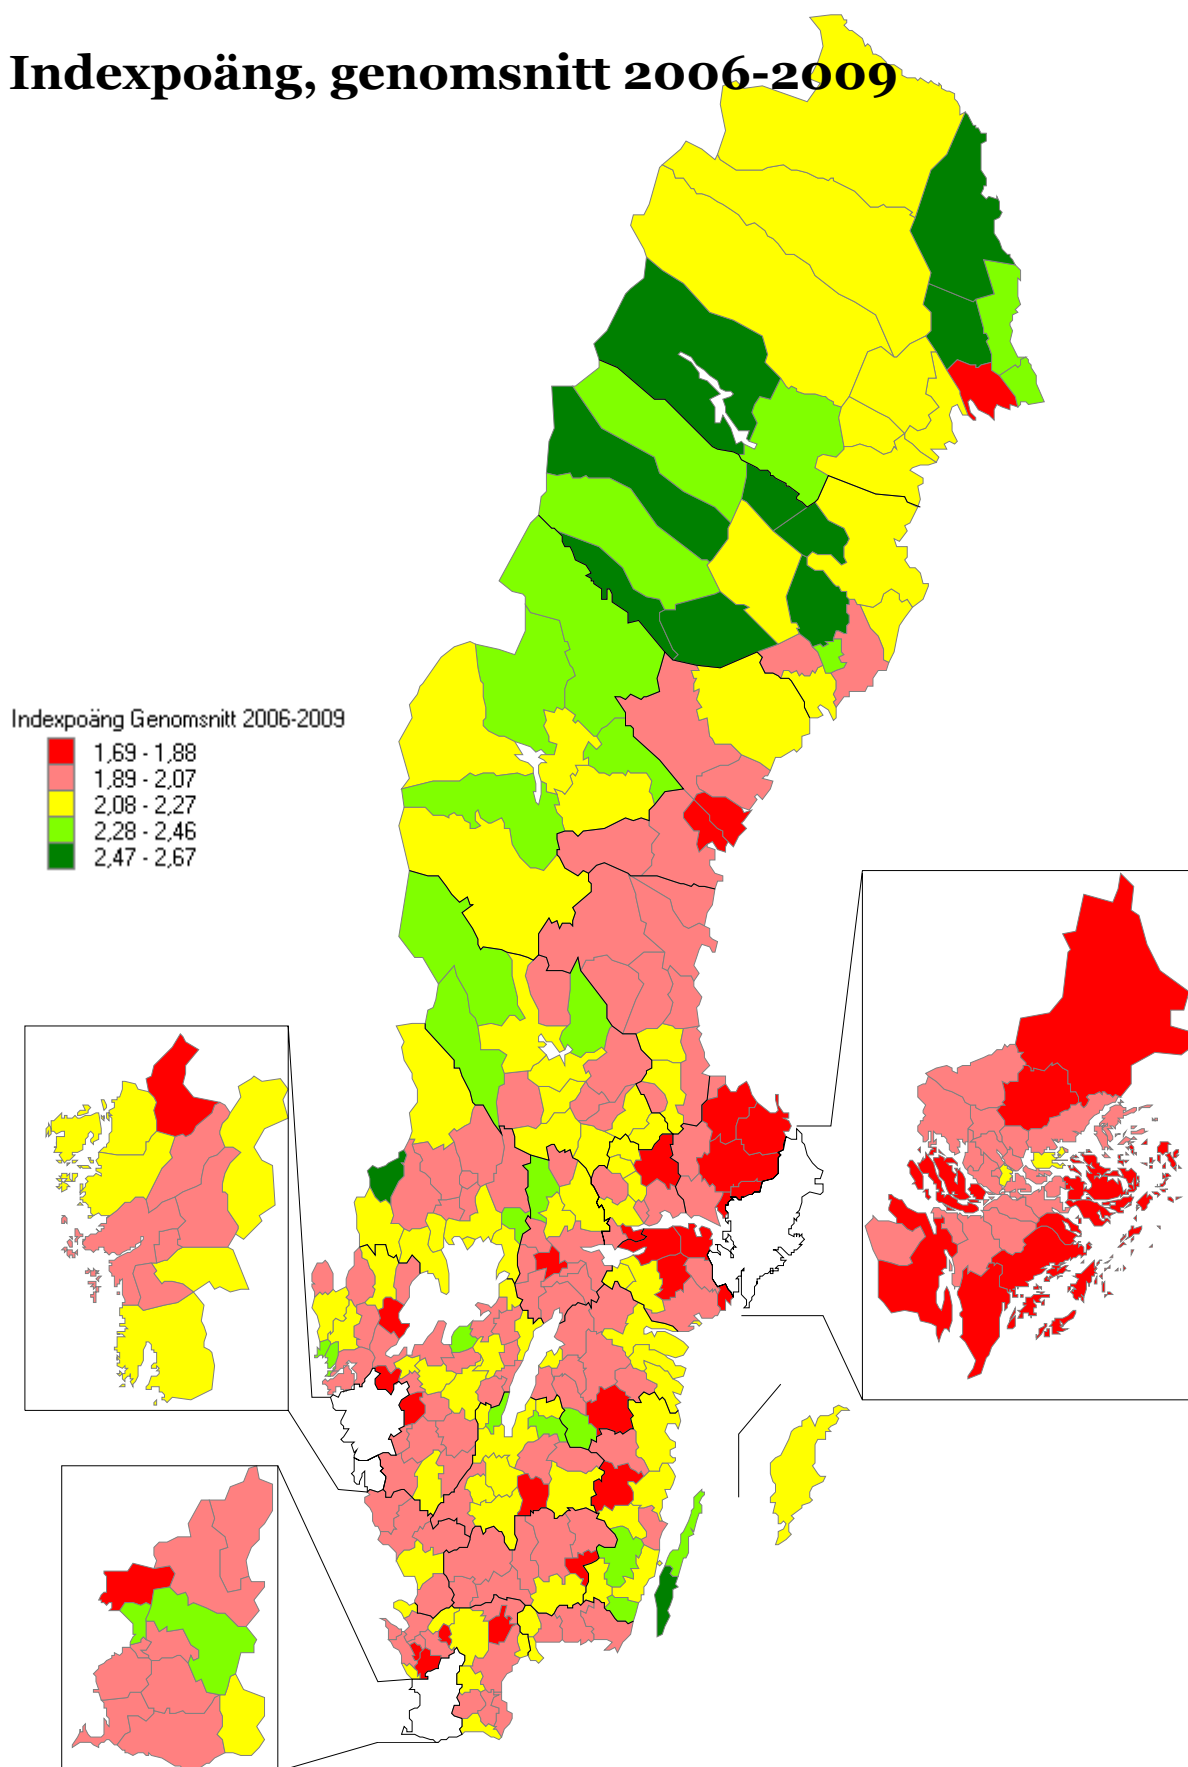 Indexpoäng, genomsnitt 2006-2009
Indexpoäng Genomsnitt 2006-2009
1,69 - 1,88
1,89 - 2,07
2,08 - 2,27
2,28 - 2,46
2,47 - 2,67